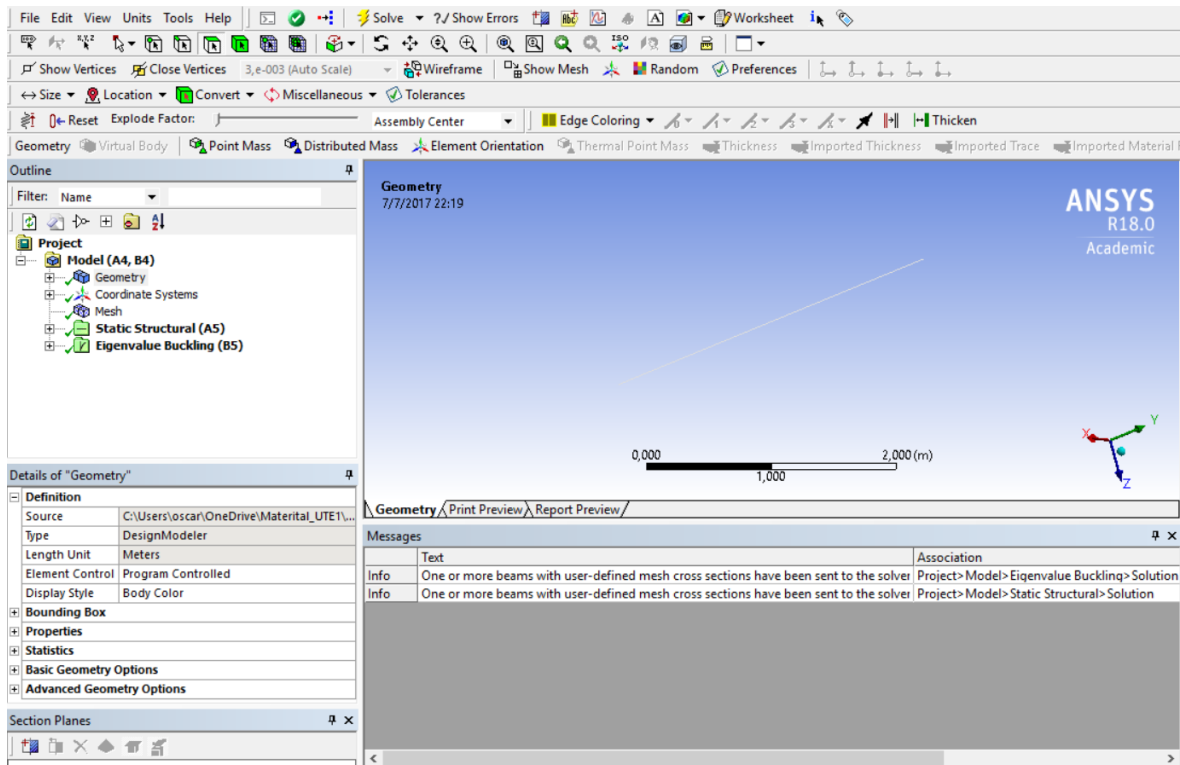 File Edit View Units Tools Help Solve ?/ Show Errors Worksheet
Show Vertices Close Vertices 3,e-003 (Auto Scale) Wireframe Show Mesh Random Preferences
Size Location Convert Miscellaneous Tolerances
Reset Explode Factor: Assembly Center Edge Coloring Thicken
Geometry Virtual Body Point Mass Distributed Mass Element Orientation Thermal Point Mass Thickness Imported Thickness Imported Trace Imported Material
Outline
Filter: Name
Project
Model (A4, B4)
Geometry
Coordinate Systems
Mesh
Static Structural (A5)
Eigenvalue Buckling (B5)
Geometry
7/7/2017 22:19
ANSYS
R18.0
Academic
0,000 2,000 (m)
1,000
X Y Z
Details of "Geometry"
Definition
Source C:\Users\oscar\OneDrive\Materital_UTE1\...
Type DesignModeler
Length Unit Meters
Element Control Program Controlled
Display Style Body Color
Bounding Box
Properties
Statistics
Basic Geometry Options
Advanced Geometry Options
Section Planes
Geometry Print Preview Report Preview
Messages
Text Association
Info One or more beams with user-defined mesh cross sections have been sent to the solver Project>Model>Eigenvalue Buckling>Solution
Info One or more beams with user-defined mesh cross sections have been sent to the solver Project>Model>Static Structural>Solution